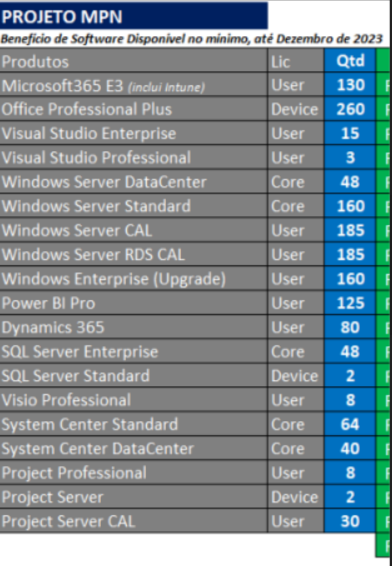 PROJETO MPN
Benefício de Software Disponível no mínimo, até Dezembro de 2023
Produtos Lic Qtd
Microsoft365 E3 (inclui Intune) User 130
Office Professional Plus Device 260
Visual Studio Enterprise User 15
Visual Studio Professional User 3
Windows Server DataCenter Core 48
Windows Server Standard Core 160
Windows Server CAL User 185
Windows Server RDS CAL User 185
Windows Enterprise (Upgrade) User 160
Power BI Pro User 125
Dynamics 365 User 80
SQL Server Enterprise Core 48
SQL Server Standard Device 2
Visio Professional User 8
System Center Standard Core 64
System Center DataCenter Core 40
Project Professional User 8
Project Server Device 2
Project Server CAL User 30